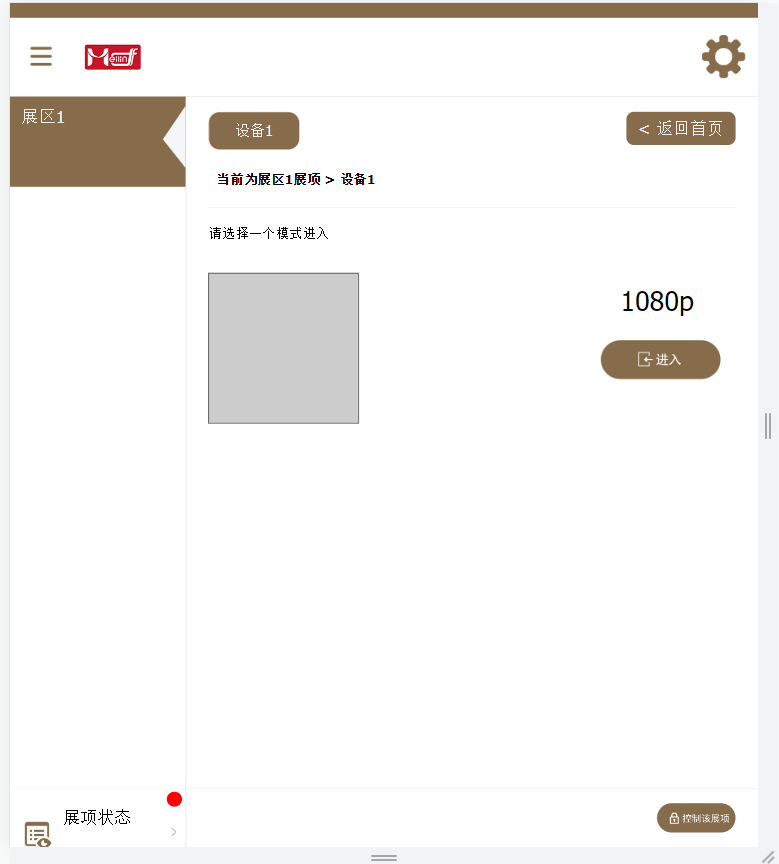 Meilin
展区1
设备1
< 返回首页
当前为展区1展项 > 设备1
请选择一个模式进入
1080p
进入
展项状态
控制该展项